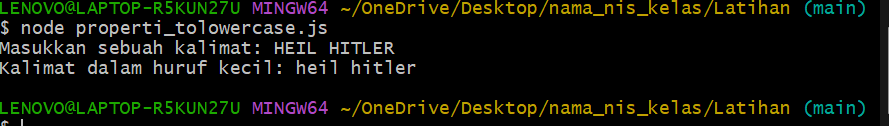 LENOVO@LAPTOP-R5KUN27U MINGW64 ~/OneDrive/Desktop/nama_nis_kelas/Latihan (main)
$ node properti_tolowercase.js
Masukkan sebuah kalimat: HEIL HITLER
Kalimat dalam huruf kecil: heil hitler
LENOVO@LAPTOP-R5KUN27U MINGW64 ~/OneDrive/Desktop/nama_nis_kelas/Latihan (main)
$